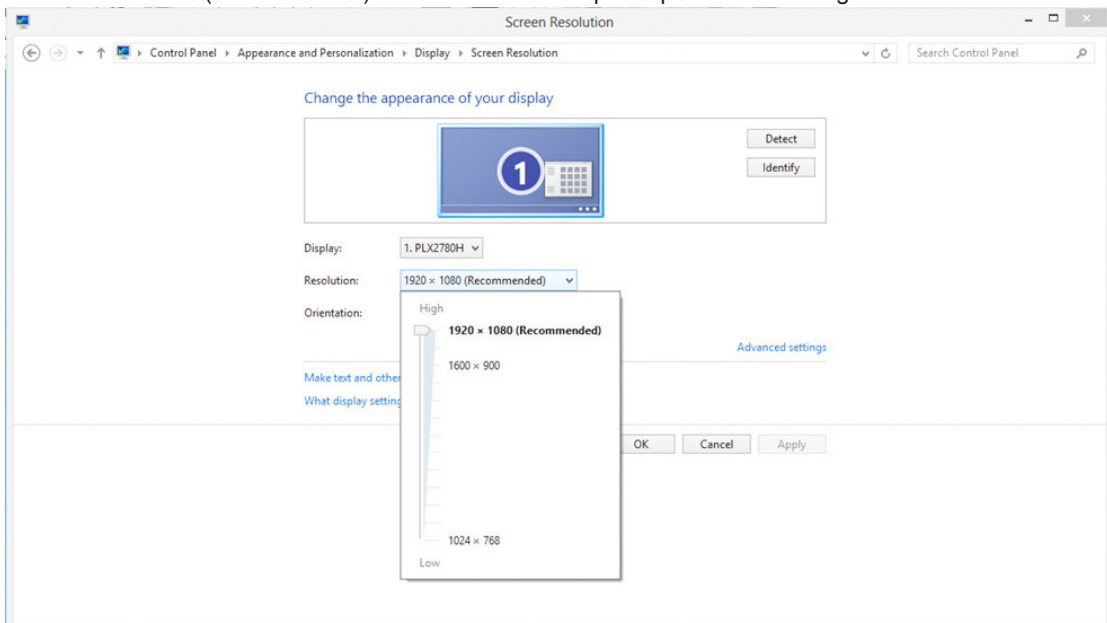 Screen Resolution
Control Panel Appearance and Personalization Display Screen Resolution
Search Control Panel
Change the appearance of your display
1
Detect
Identify
Display: 1. PLX2780H
Resolution: 1920 × 1080 (Recommended)
Orientation:
High
1920 × 1080 (Recommended)
1600 × 900
1024 × 768
Low
Advanced settings
Make text and other
What display setting
OK Cancel Apply